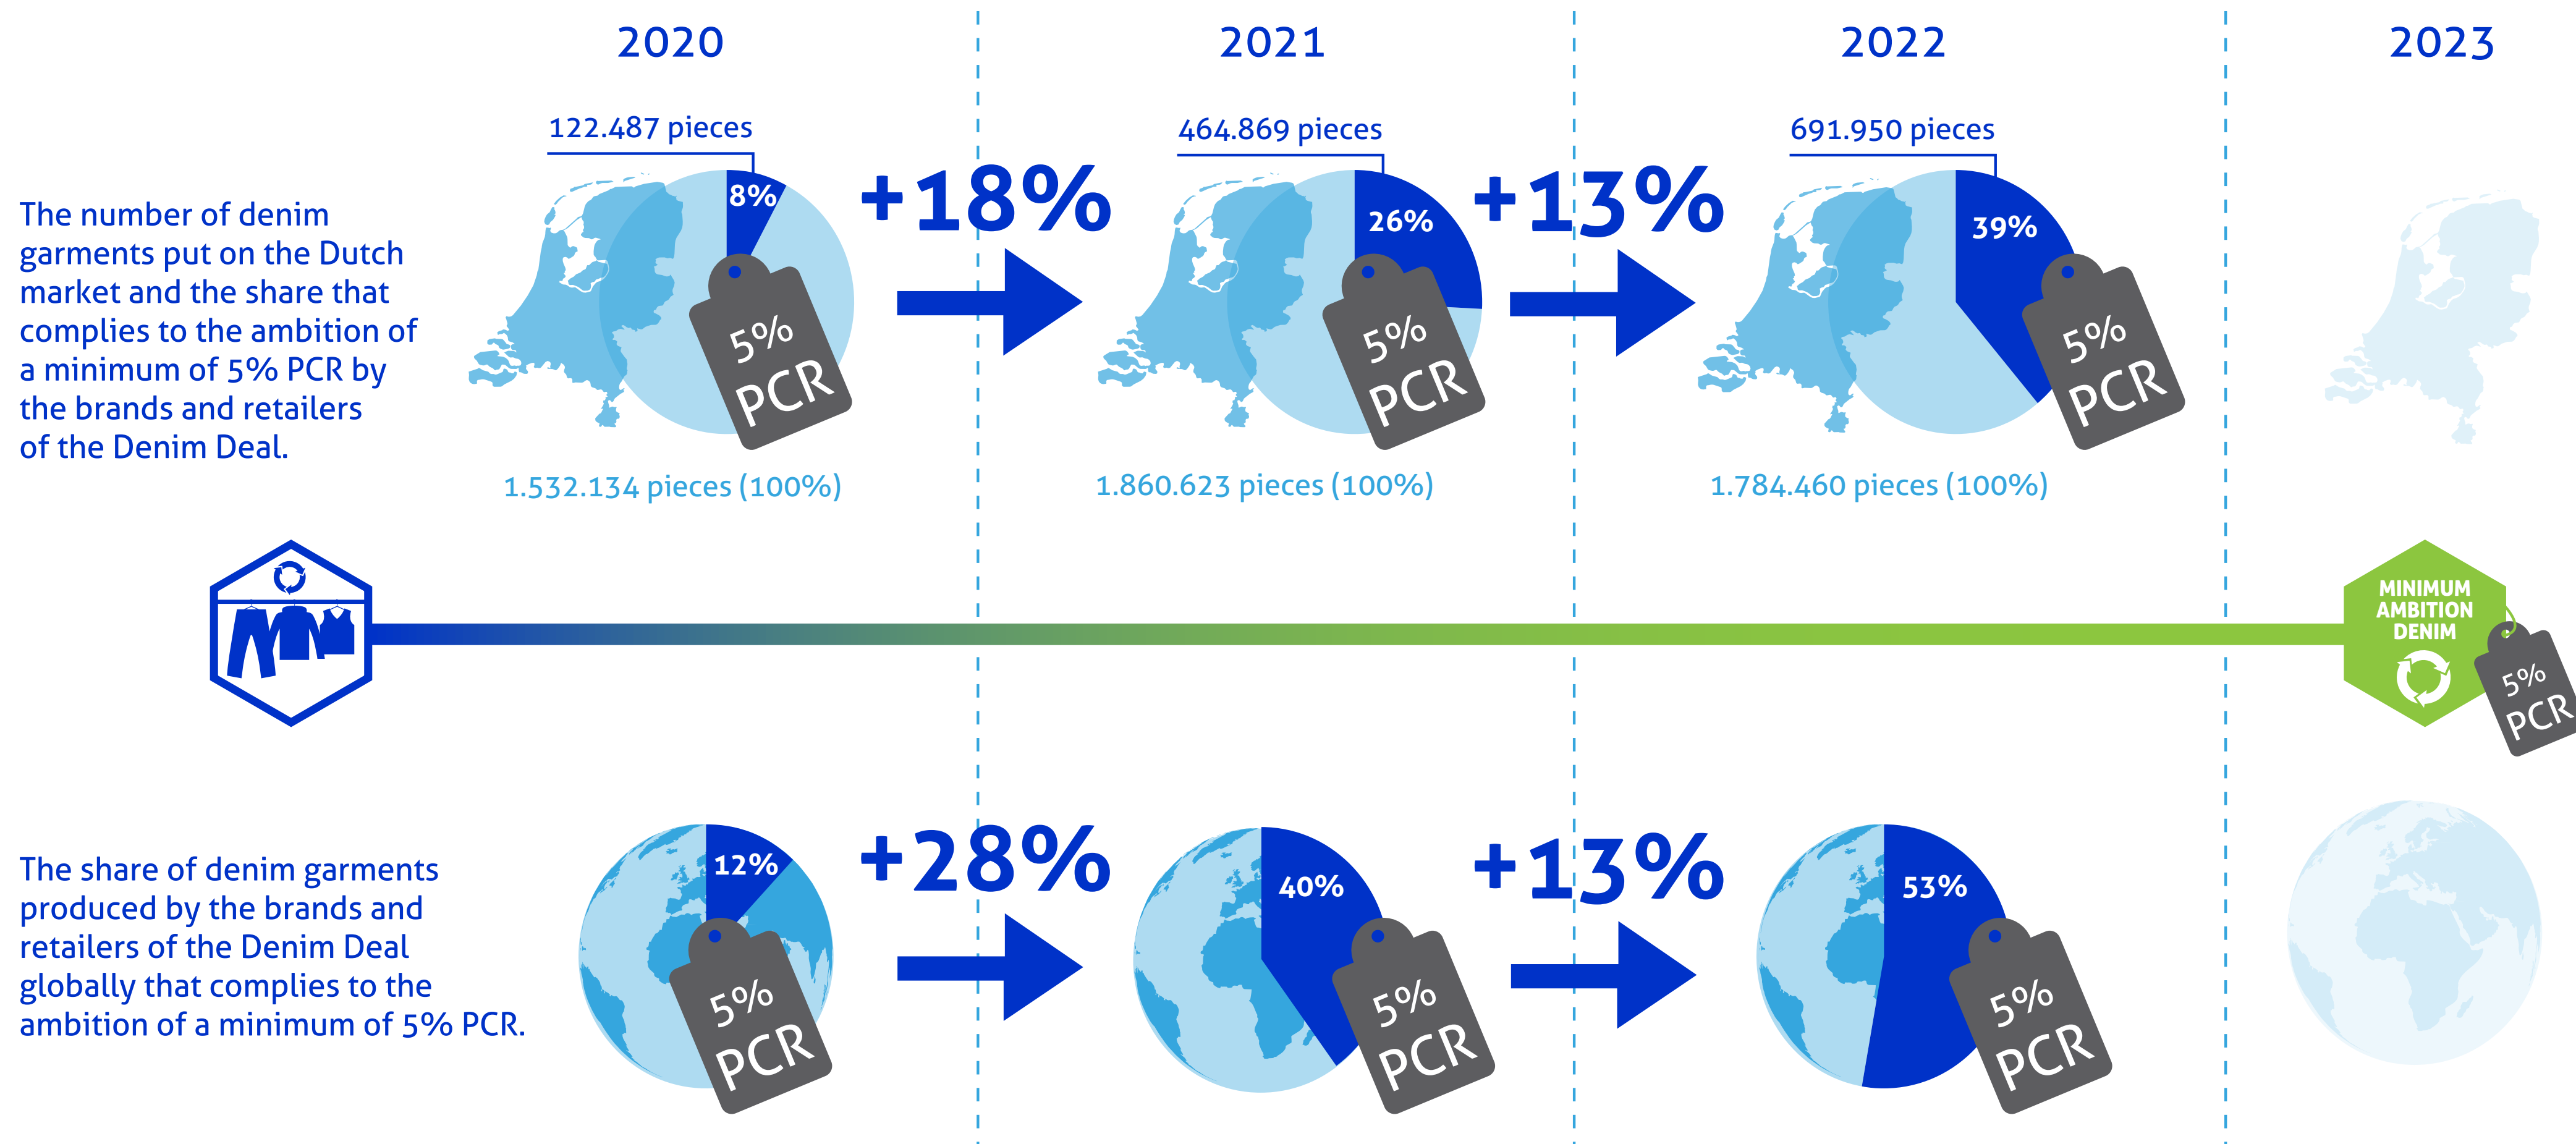 2020
2021
2022
2023
The number of denim
garments put on the Dutch
market and the share that
complies to the ambition of
a minimum of 5% PCR by
the brands and retailers
of the Denim Deal.
122.487 pieces
8%
5%
PCR
1.532.134 pieces (100%)
+18%
464.869 pieces
26%
5%
PCR
1.860.623 pieces (100%)
+13%
691.950 pieces
39%
5%
PCR
1.784.460 pieces (100%)
MINIMUM
AMBITION
DENIM
5%
PCR
The share of denim garments
produced by the brands and
retailers of the Denim Deal
globally that complies to the
ambition of a minimum of 5% PCR.
12%
5%
PCR
+28%
40%
5%
PCR
+13%
53%
5%
PCR